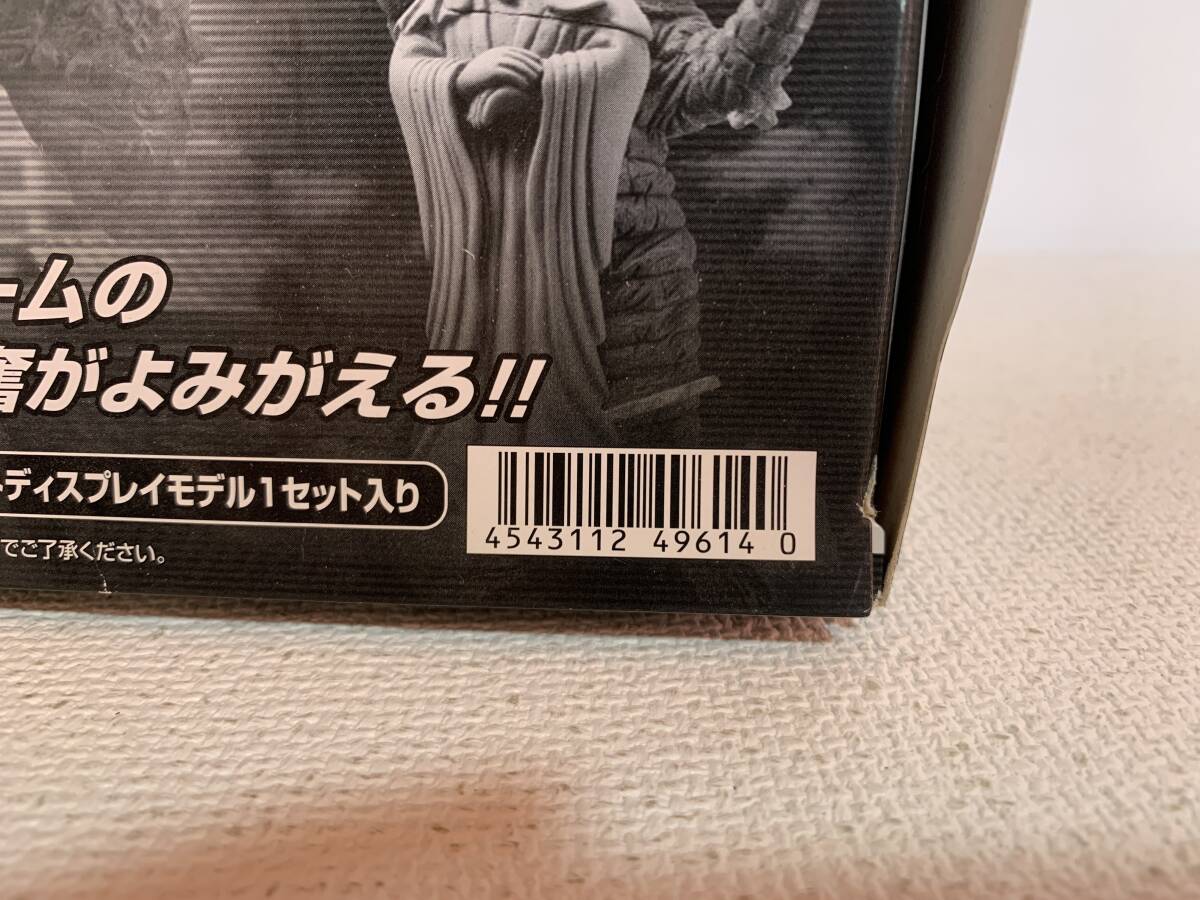 ームの
奮がよみがえる!!
ディスプレイモデル1セット入り
でご了承ください。
4543112 49614 0